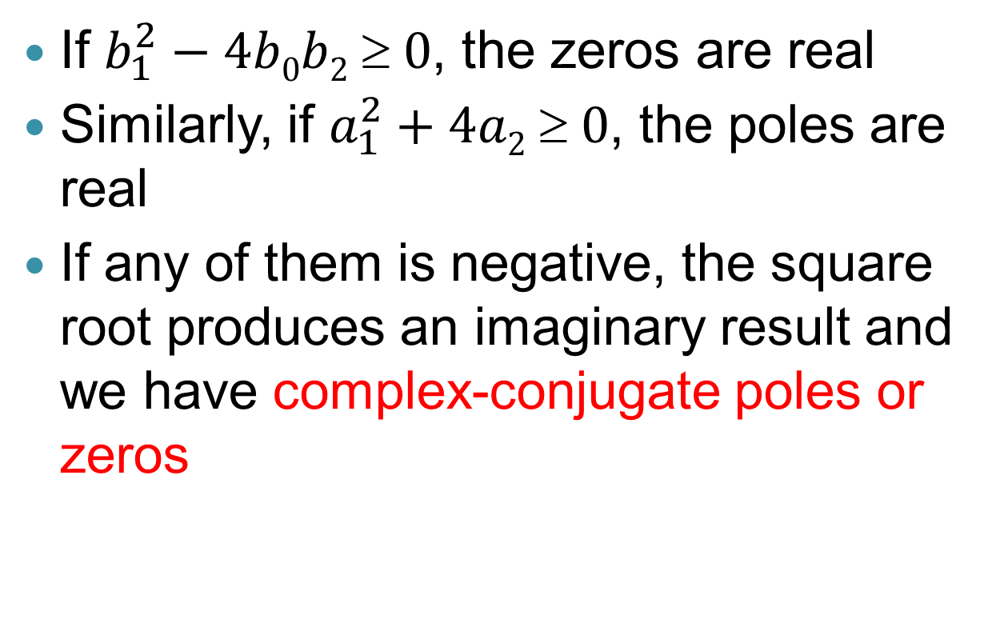 • If $b_1^2 - 4b_0b_2 \geq 0$, the zeros are real
• Similarly, if $a_1^2 + 4a_2 \geq 0$, the poles are
real
• If any of them is negative, the square
root produces an imaginary result and
we have complex-conjugate poles or
zeros